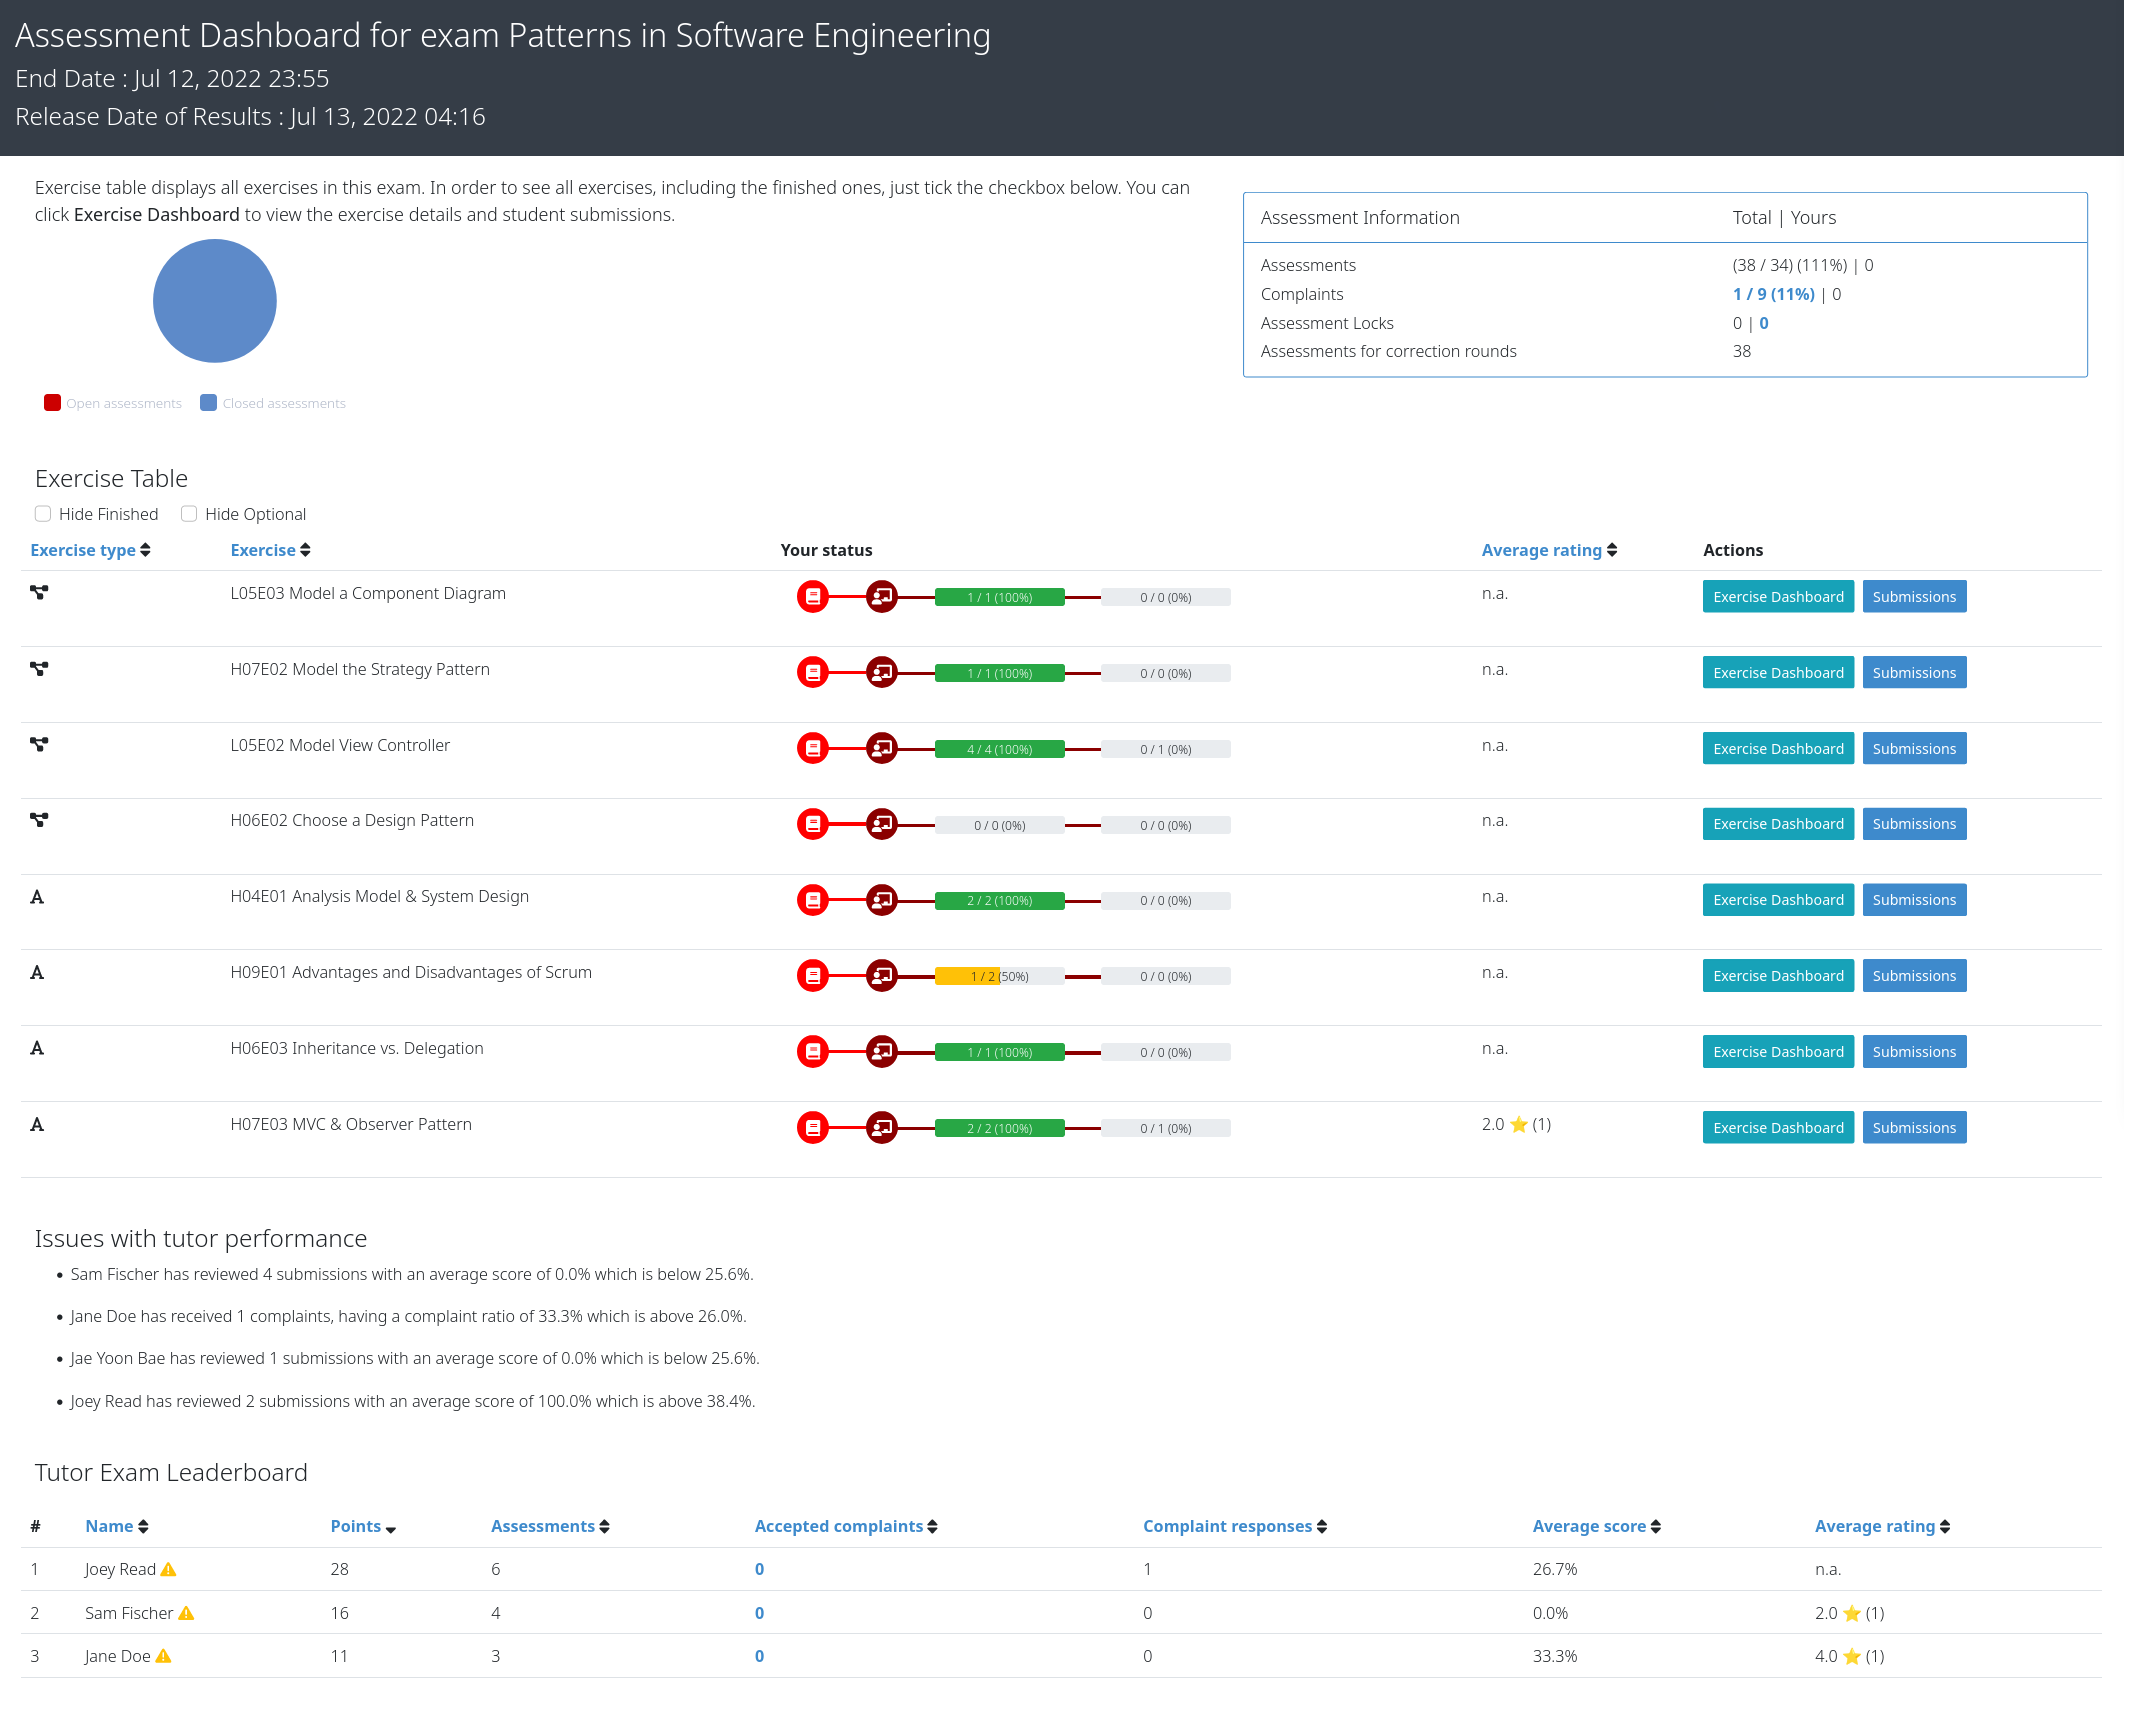 Assessment Dashboard for exam Patterns in Software Engineering
End Date : Jul 12, 2022 23:55
Release Date of Results : Jul 13, 2022 04:16
Exercise table displays all exercises in this exam. In order to see all exercises, including the finished ones, just tick the checkbox below. You can
click Exercise Dashboard to view the exercise details and student submissions.
Open assessments Closed assessments
Assessment Information Total | Yours
Assessments (38 / 34) (111%) | 0
Complaints 1 / 9 (11%) | 0
Assessment Locks 0 | 0
Assessments for correction rounds 38
Exercise Table
Hide Finished Hide Optional
Exercise type Exercise Your status Average rating Actions
L05E03 Model a Component Diagram 1 / 1 (100%) 0 / 0 (0%) n.a. Exercise Dashboard Submissions
H07E02 Model the Strategy Pattern 1 / 1 (100%) 0 / 0 (0%) n.a. Exercise Dashboard Submissions
L05E02 Model View Controller 4 / 4 (100%) 0 / 1 (0%) n.a. Exercise Dashboard Submissions
H06E02 Choose a Design Pattern 0 / 0 (0%) 0 / 0 (0%) n.a. Exercise Dashboard Submissions
H04E01 Analysis Model & System Design 2 / 2 (100%) 0 / 0 (0%) n.a. Exercise Dashboard Submissions
H09E01 Advantages and Disadvantages of Scrum 1 / 2 (50%) 0 / 0 (0%) n.a. Exercise Dashboard Submissions
H06E03 Inheritance vs. Delegation 1 / 1 (100%) 0 / 0 (0%) n.a. Exercise Dashboard Submissions
H07E03 MVC & Observer Pattern 2 / 2 (100%) 0 / 1 (0%) 2.0 ⭐ (1) Exercise Dashboard Submissions
Issues with tutor performance
• Sam Fischer has reviewed 4 submissions with an average score of 0.0% which is below 25.6%.
• Jane Doe has received 1 complaints, having a complaint ratio of 33.3% which is above 26.0%.
• Jae Yoon Bae has reviewed 1 submissions with an average score of 0.0% which is below 25.6%.
• Joey Read has reviewed 2 submissions with an average score of 100.0% which is above 38.4%.
Tutor Exam Leaderboard
# Name Points Assessments Accepted complaints Complaint responses Average score Average rating
1 Joey Read 28 6 0 1 26.7% n.a.
2 Sam Fischer 16 4 0 0 0.0% 2.0 ⭐ (1)
3 Jane Doe 11 3 0 0 33.3% 4.0 ⭐ (1)